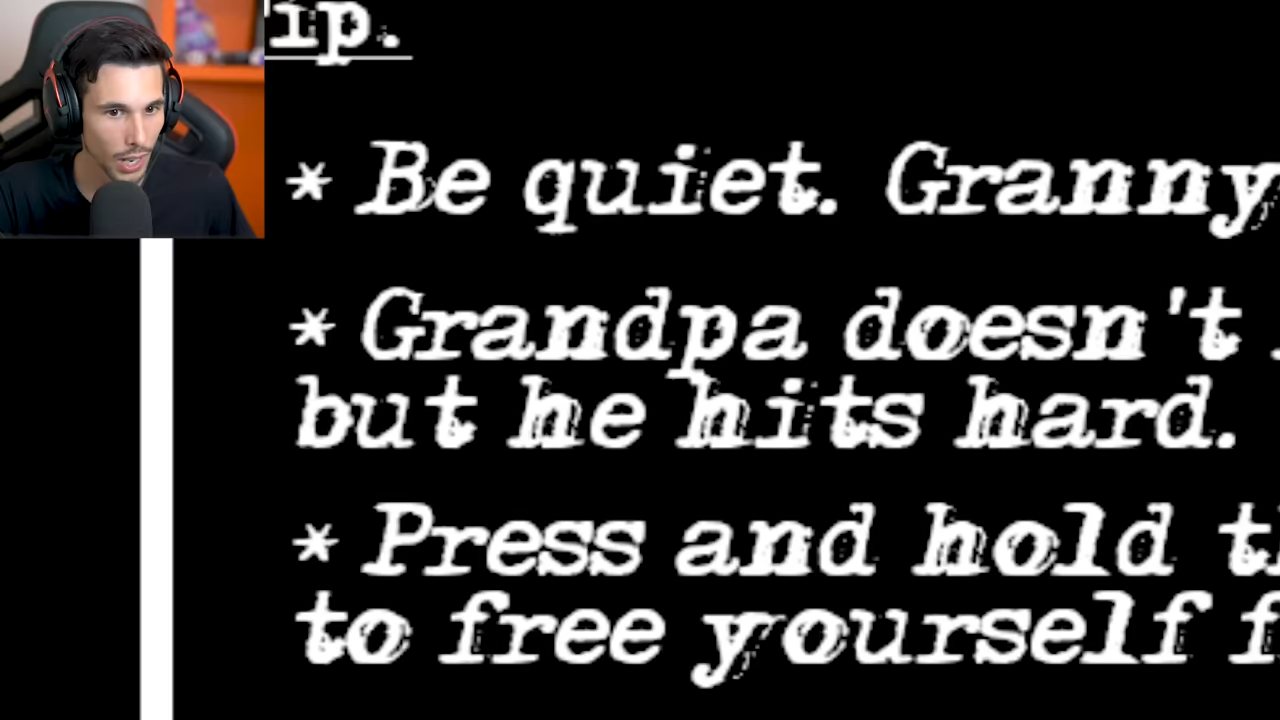 ip.
* Be quiet. Granny
* Grandpa doesn't
but he hits hard.
* Press and hold
to free yourself